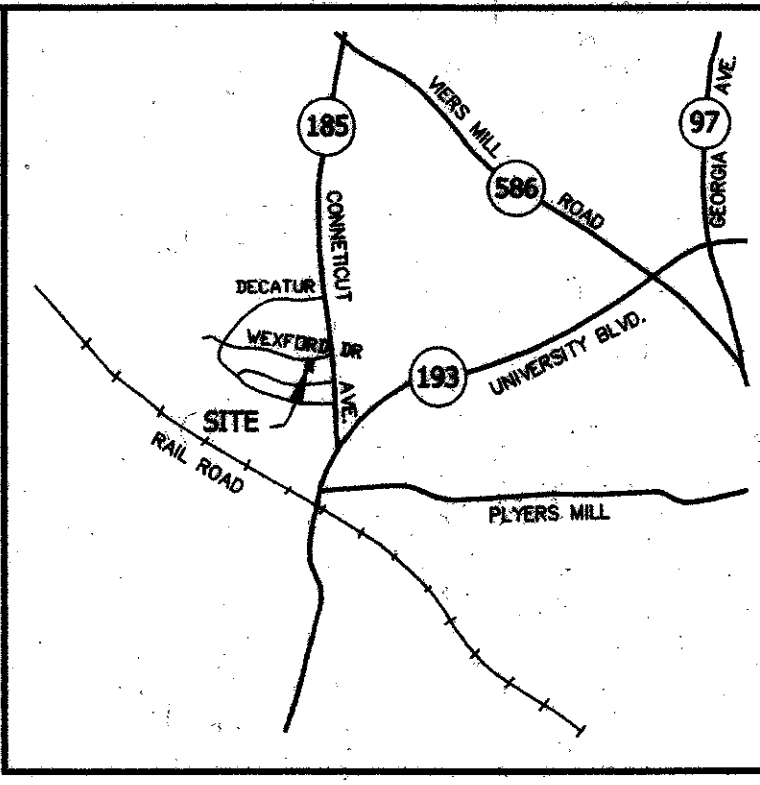 185
VIERS MILL
586
ROAD
97
AVE.
GEORGIA
CONNETICUT
AVE.
DECATUR
WEXFORD DR
193
UNIVERSITY BLVD.
SITE
RAIL ROAD
PLYERS MILL